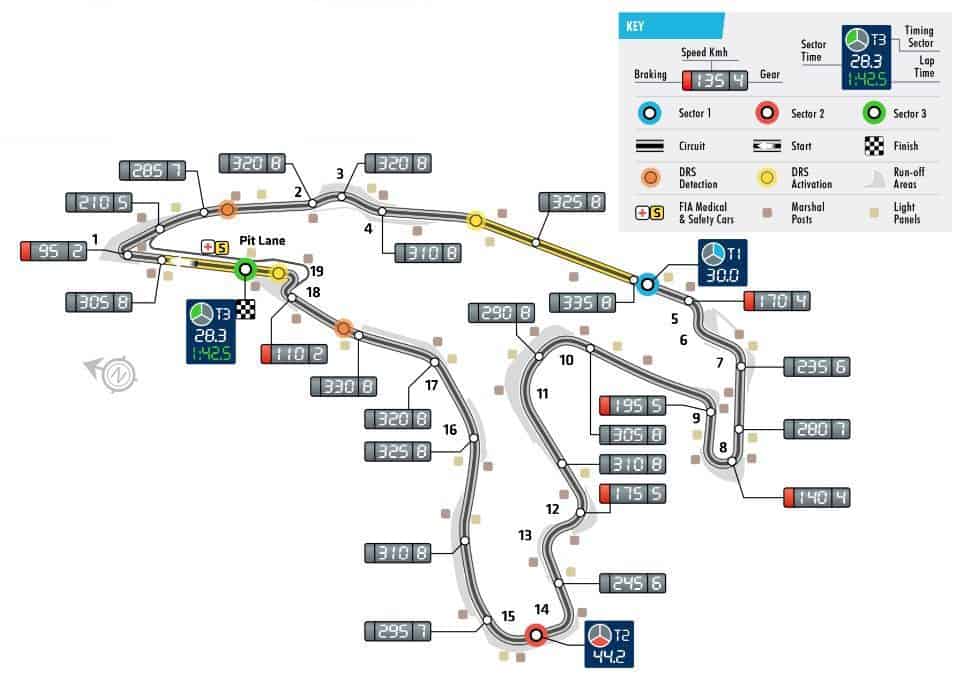 KEY
Speed Kmh
Braking
135 4
Gear
Sector
Time
T3
28.3
1:42.5
Timing
Sector
Lap
Time
Sector 1
Sector 2
Sector 3
Circuit
Start
Finish
DRS
Detection
DRS
Activation
Run-off
Areas
S
FIA Medical
& Safety Cars
Marshal
Posts
Light
Panels
285 7
320 8
320 8
3
2
210 5
4
325 8
310 8
1
95 2
S
Pit Lane
T1
30.0
19
305 8
18
335 8
170 4
5
290 8
T3
28.3
1:42.5
6
110 2
10
7
235 6
N
330 8
17
11
195 5
9
320 8
16
305 8
280 7
325 8
8
310 8
175 5
140 4
12
13
310 8
245 6
15
14
295 7
T2
44.2